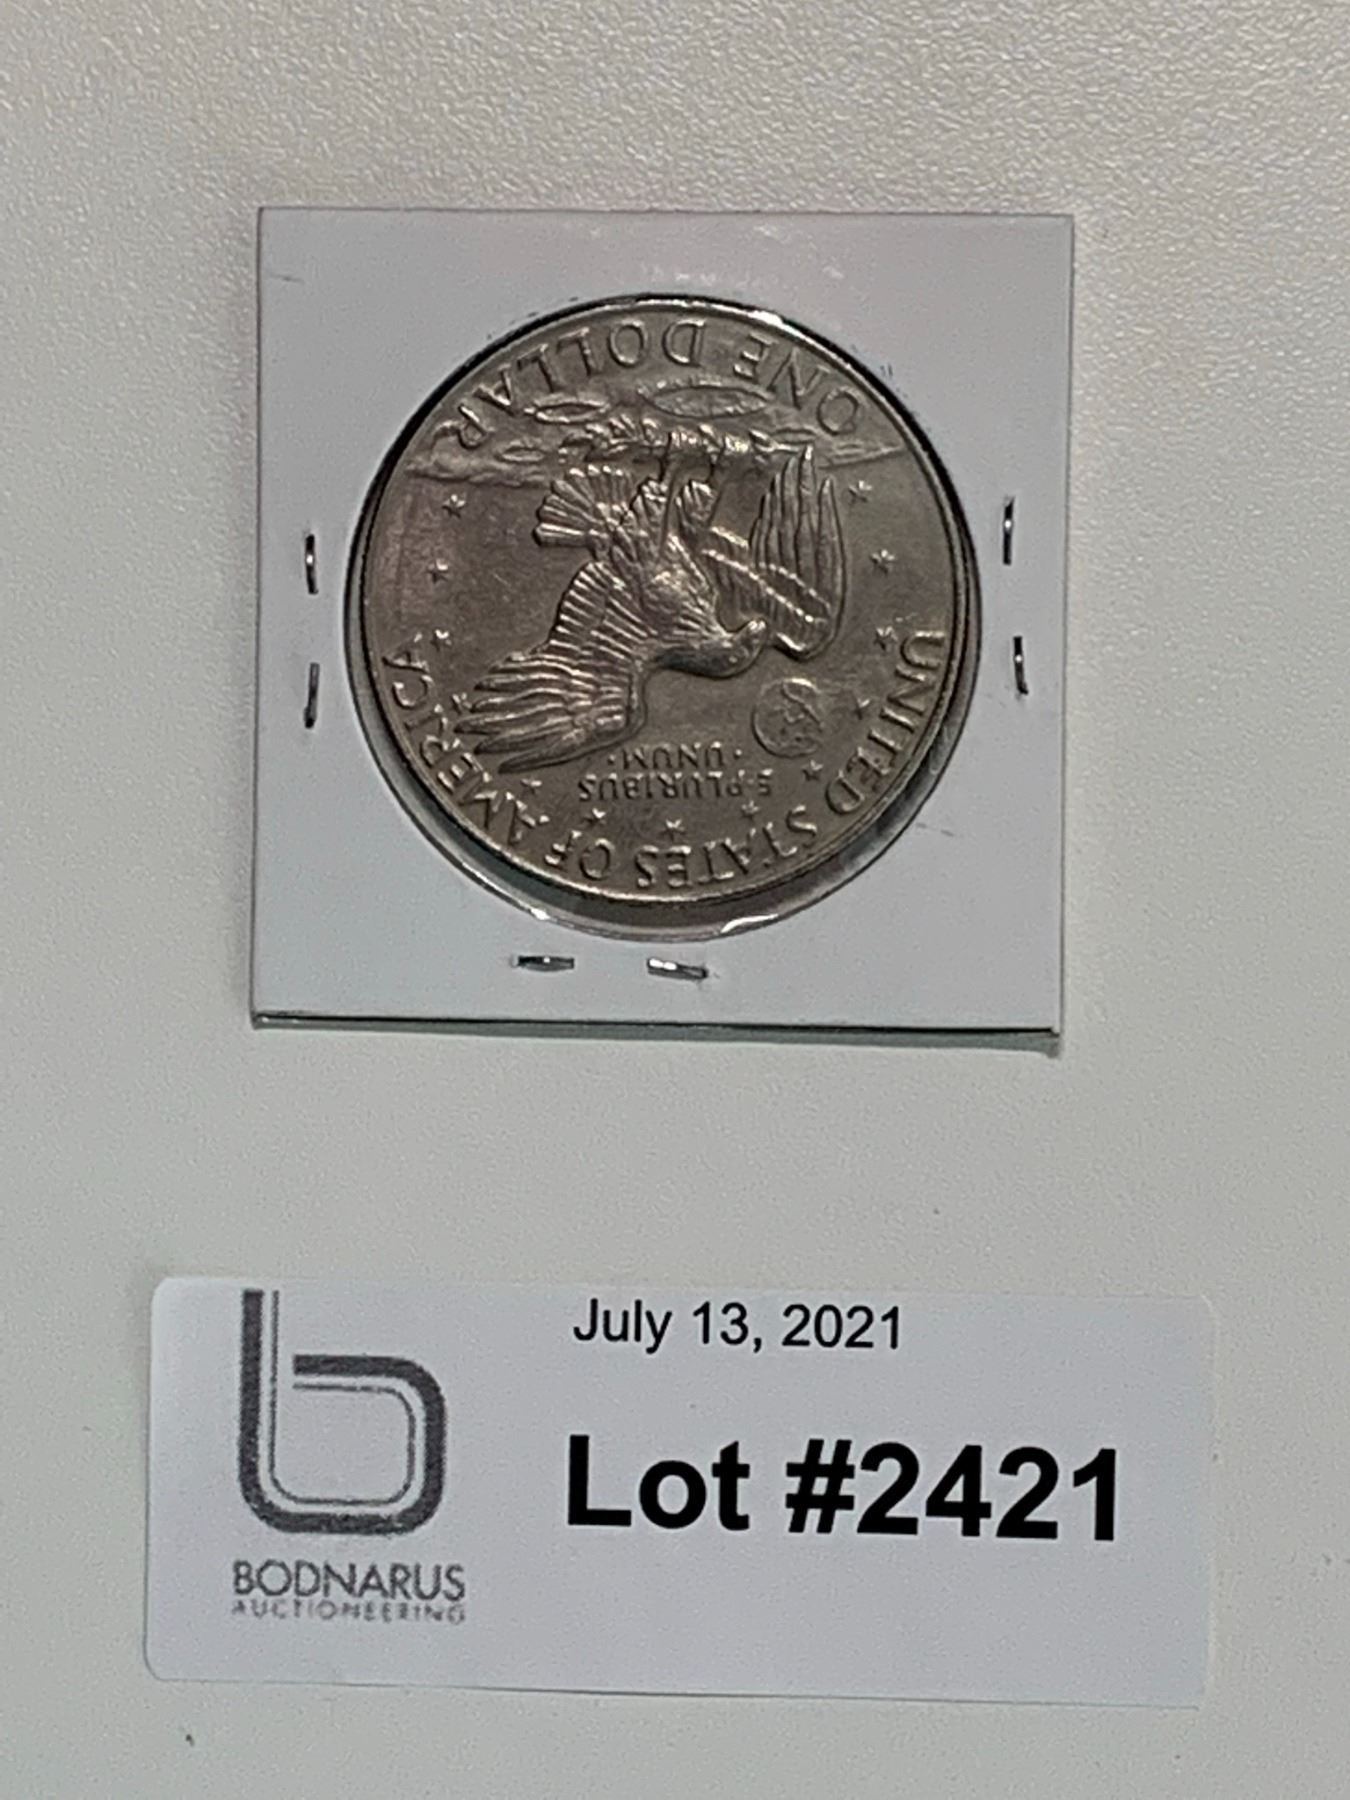 UNITED STATES OF AMERICA
E·PLURIBUS
·UNUM·
ONE DOLLAR
July 13, 2021
Lot #2421
BODNARUS
AUCTIONEERING